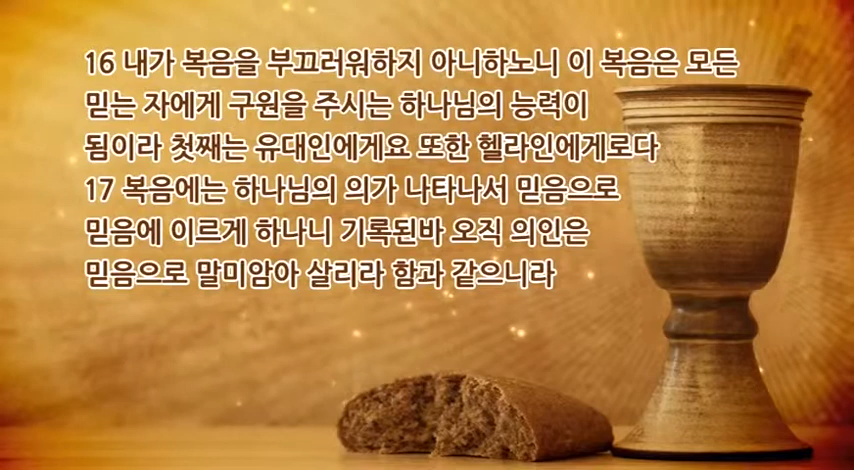 16 내가 복음을 부끄러워하지 아니하노니 이 복음은 모든
믿는 자에게 구원을 주시는 하나님의 능력이
됨이라 첫째는 유대인에게요 또한 헬라인에게로다
17 복음에는 하나님의 의가 나타나서 믿음으로
믿음에 이르게 하나니 기록된바 오직 의인은
믿음으로 말미암아 살리라 함과 같으니라